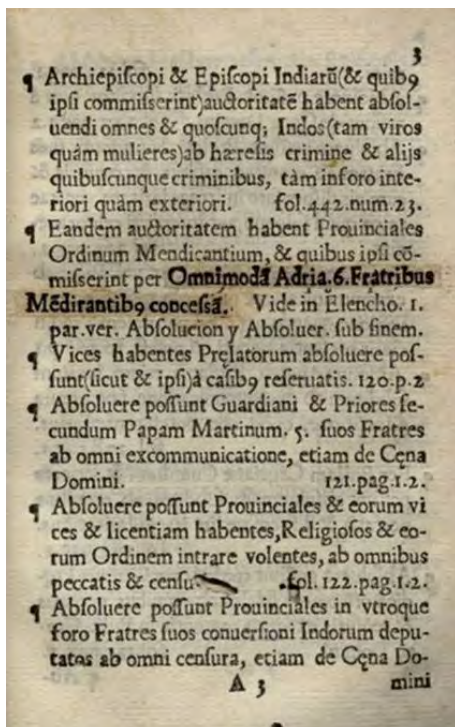 3
¶ Archiepiſcopi & Epiſcopi Indiarũ(& quibꝰ
ipſi commiſserint)auctoritatẽ habent abſol-
uendi omnes & quoſcunq; Indos(tam viros
quàm mulieres)ab hæreſis crimine & alijs
quibuſcunque criminibus, tàm inforo inte-
riori quàm exteriori. fol.442.num.23.
¶ Eandem auctoritatem habent Prouinciales
Ordinum Mendicantium, & quibus ipſi cõ-
miſserint per Omnimodã Adria.6.Fratribus
Mẽdirantibꝰ conceſsã. Vide in Elencho. 1.
par.ver. Abſolucion y Abſoluer. ſub finem.
¶ Vices habentes Pręlatorum abſoluere poſ-
ſunt(ſicut & ipſi)à caſibꝰ reſeruatis. 120.p.2
¶ Abſoluere poſſunt Guardiani & Priores ſe-
cundum Papam Martinum. 5. ſuos Fratres
ab omni excommunicatione, etiam de Cęna
Domini. 121.pag.1.2.
¶ Abſoluere poſſunt Prouinciales & eorum vi
ces & licentiam habentes,Religioſos & eo-
rum Ordinem intrare volentes, ab omnibus
peccatis & cenſu- .fol. 122.pag.1.2.
¶ Abſoluere poſſunt Prouinciales in vtroque
foro Fratres ſuos conuerſioni Indorum depu-
tatos ab omni cenſura, etiam de Cęna Do-
A 3 mini